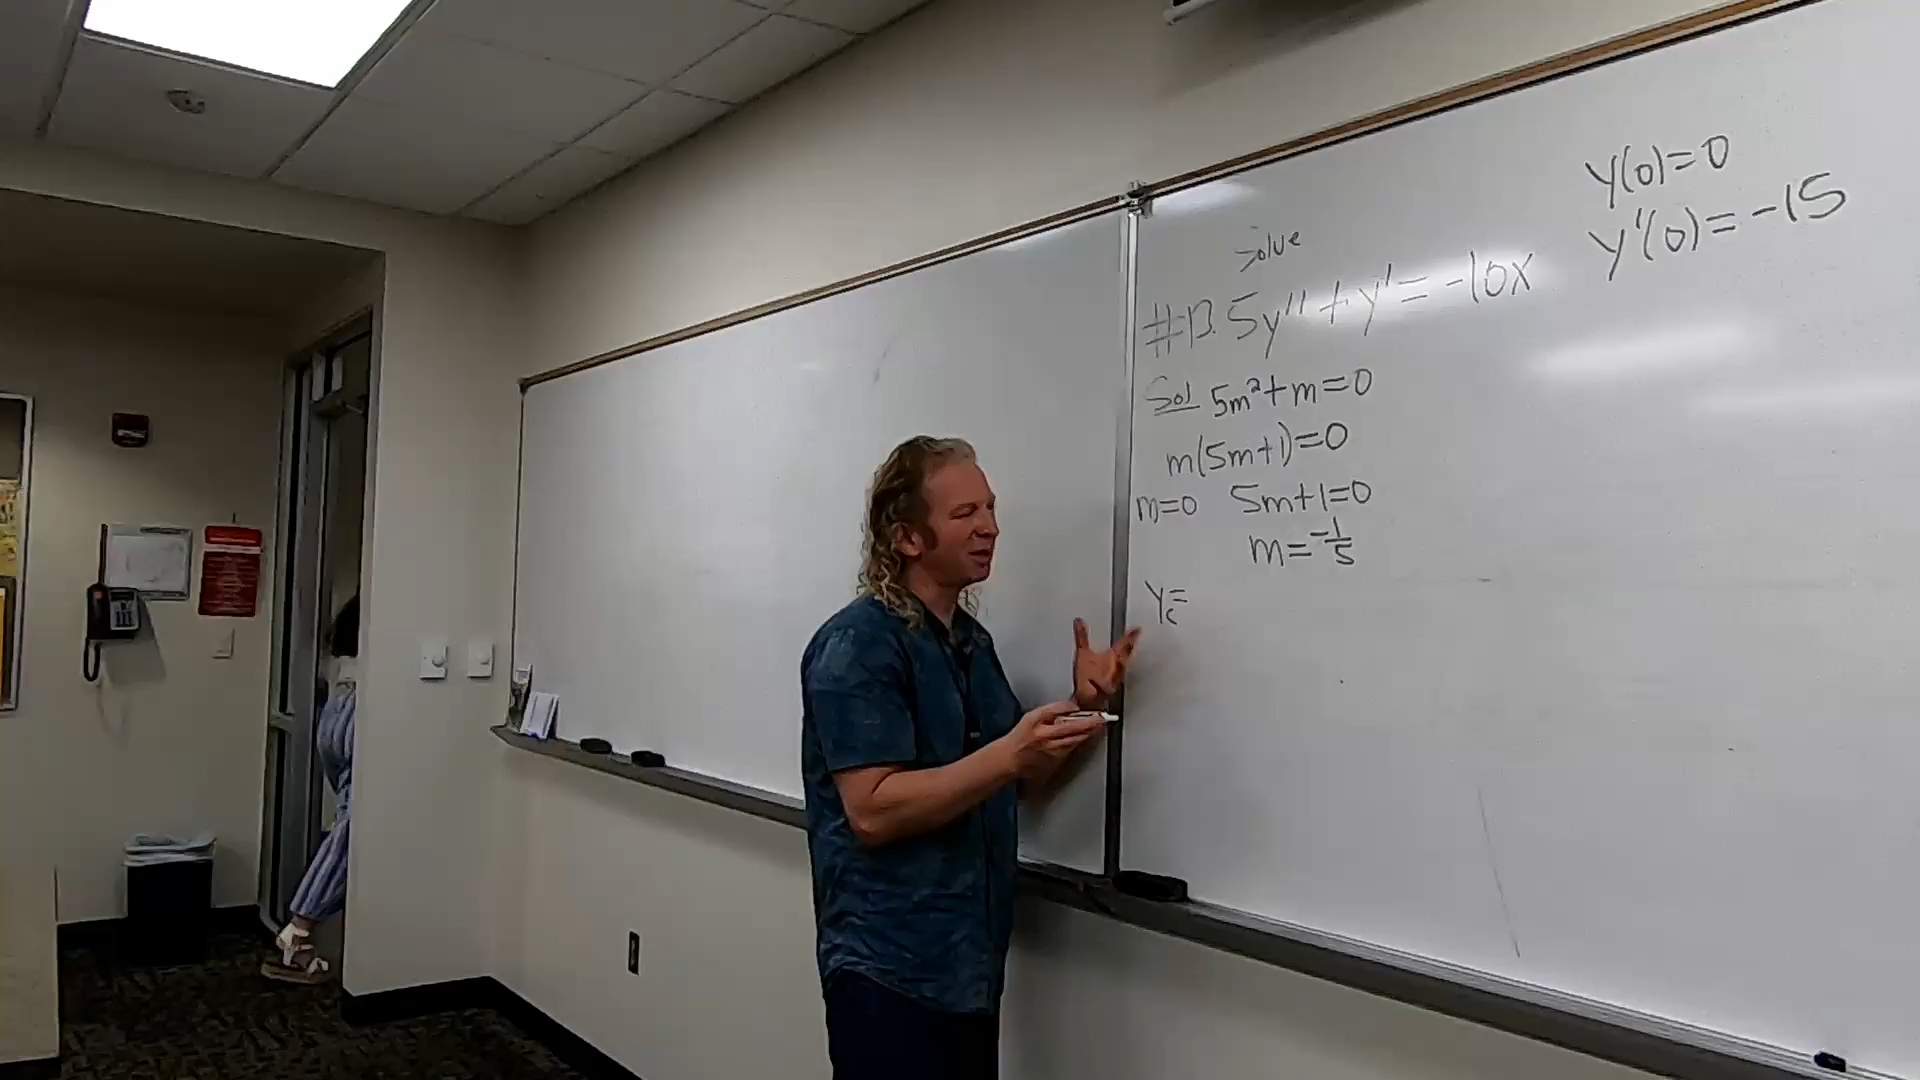 Solve
#13. 5y'' + y' = -10x
y(0)=0
y'(0)=-15
Sol 5m²+m=0
m(5m+1)=0
m=0 5m+1=0
m=-1/5
Yc=